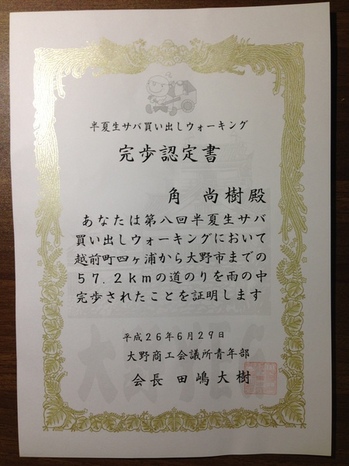 半夏生サバ買い出しウォーキング
完歩認定書
角 尚樹殿
あなたは第八回半夏生サバ
買い出しウォーキングにおいて
越前町四ヶ浦から大野市までの
57.2kmの道のりを雨の中
完歩されたことを証明します
平成26年6月29日
大野商工会議所青年部
会長 田嶋大樹